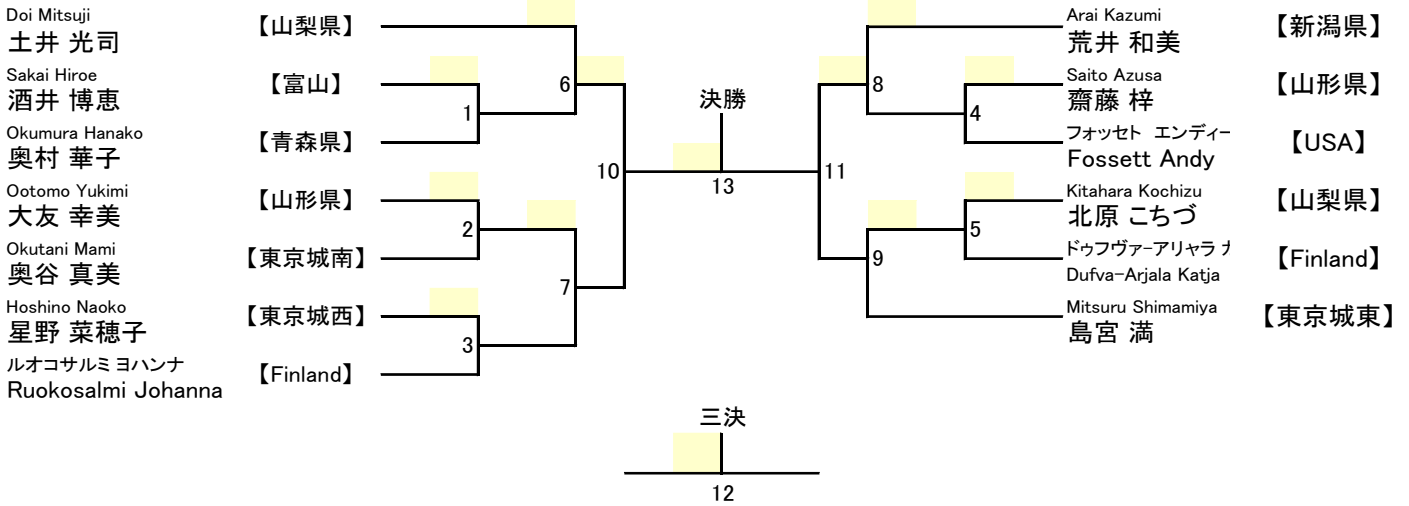 Doi Mitsuji
土井 光司
【山梨県】
Sakai Hiroe
酒井 博恵
【富山】
Okumura Hanako
奥村 華子
【青森県】
Ootomo Yukimi
大友 幸美
【山形県】
Okutani Mami
奥谷 真美
【東京城南】
Hoshino Naoko
星野 菜穂子
【東京城西】
ルオコサルミ ヨハンナ
Ruokosalmi Johanna
【Finland】
1
2
3
6
7
10
決勝
13
三決
12
11
8
9
4
5
Arai Kazumi
荒井 和美
【新潟県】
Saito Azusa
齋藤 梓
【山形県】
フォッセト エンディー
Fossett Andy
【USA】
Kitahara Kochizu
北原 こちづ
【山梨県】
ドゥフヴァーアリャラ カ
Dufva-Arjala Katja
【Finland】
Mitsuru Shimamiya
島宮 満
【東京城東】